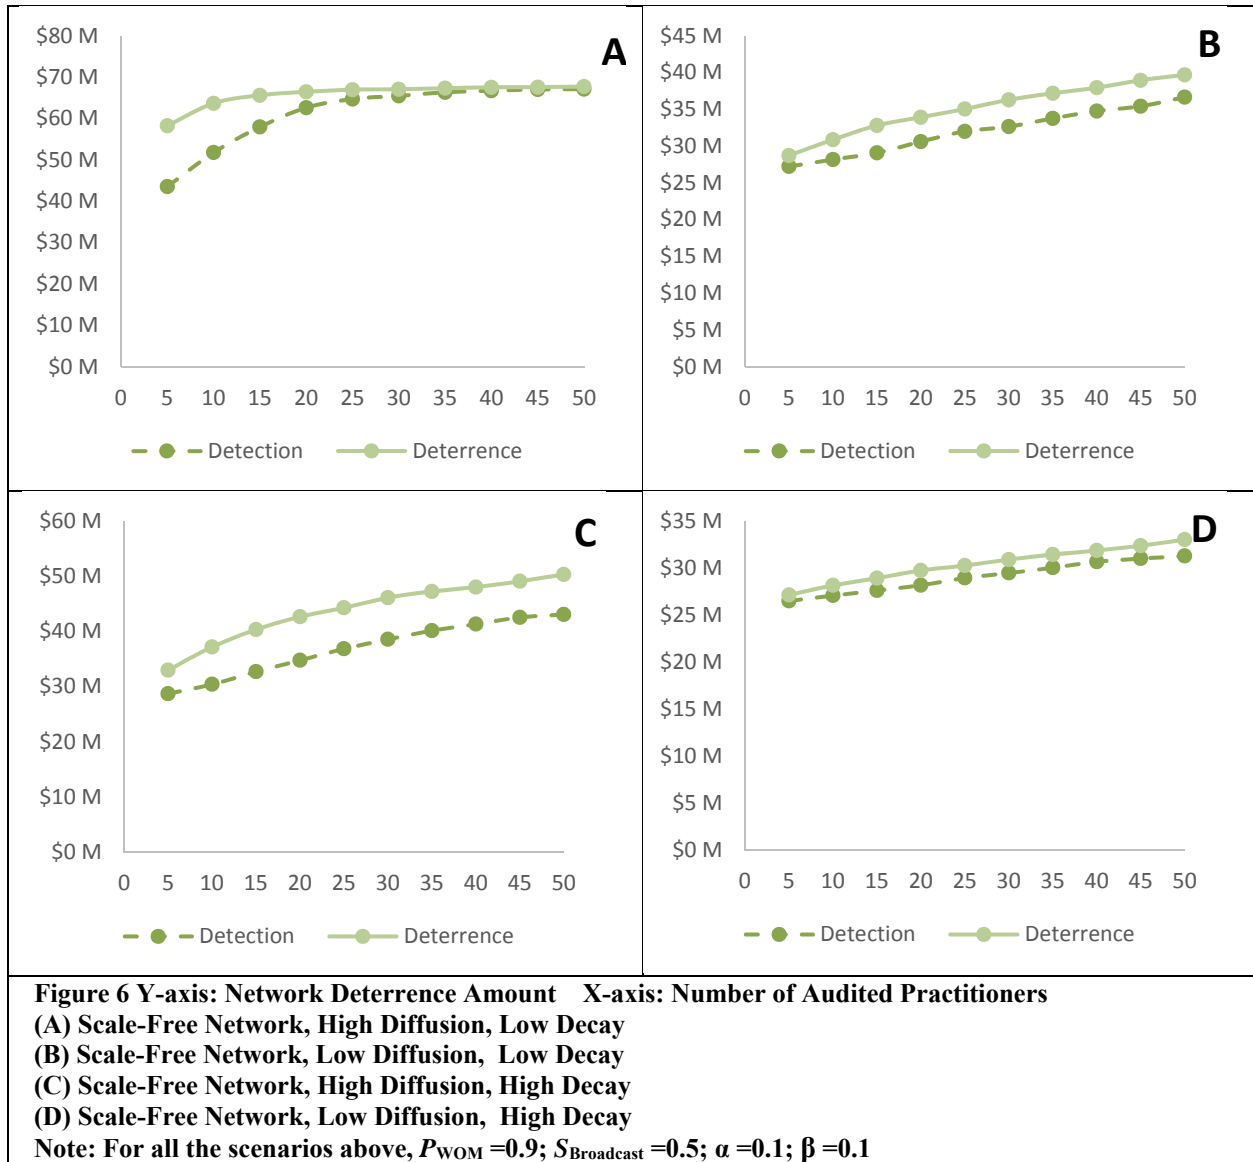 A
$80 M
$70 M
$60 M
$50 M
$40 M
$30 M
$20 M
$10 M
$0 M
0 5 10 15 20 25 30 35 40 45 50
Detection Deterrence
B
$45 M
$40 M
$35 M
$30 M
$25 M
$20 M
$15 M
$10 M
$5 M
$0 M
0 5 10 15 20 25 30 35 40 45 50
Detection Deterrence
C
$60 M
$50 M
$40 M
$30 M
$20 M
$10 M
$0 M
0 5 10 15 20 25 30 35 40 45 50
Detection Deterrence
D
$35 M
$30 M
$25 M
$20 M
$15 M
$10 M
$5 M
$0 M
0 5 10 15 20 25 30 35 40 45 50
Detection Deterrence
Figure 6 Y-axis: Network Deterrence Amount X-axis: Number of Audited Practitioners
(A) Scale-Free Network, High Diffusion, Low Decay
(B) Scale-Free Network, Low Diffusion, Low Decay
(C) Scale-Free Network, High Diffusion, High Decay
(D) Scale-Free Network, Low Diffusion, High Decay
Note: For all the scenarios above, PWOM =0.9; SBroadcast =0.5; α =0.1; β =0.1